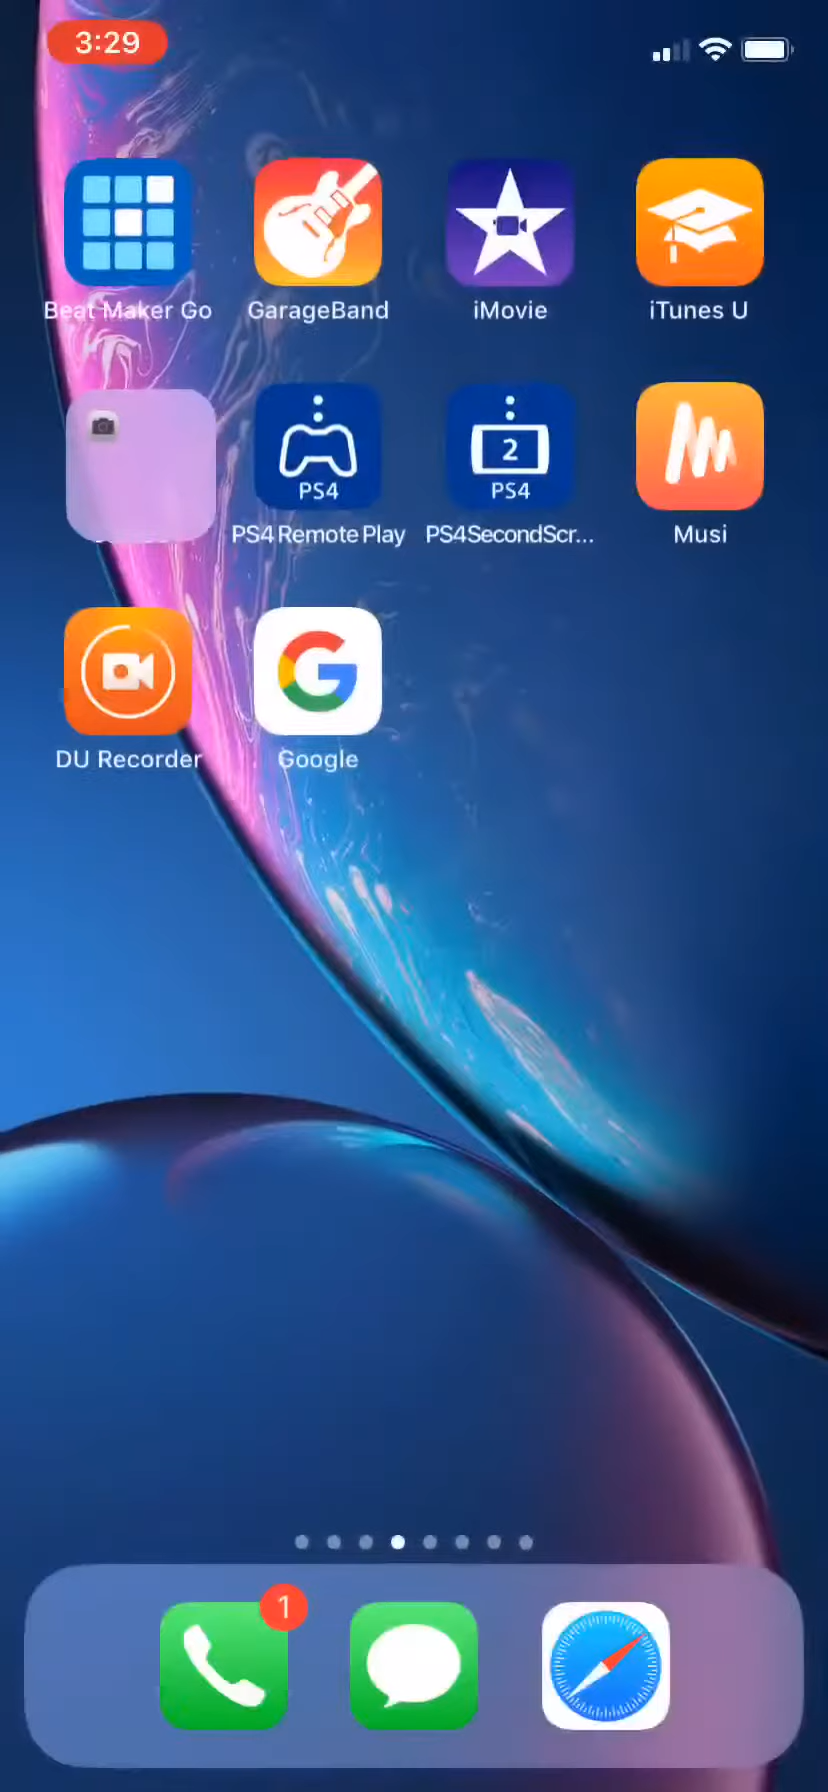 3:29
Beat Maker Go
GarageBand
iMovie
iTunes U
PS4
2
PS4
PS4 Remote Play
PS4SecondScr...
Musi
G
DU Recorder
Google
1